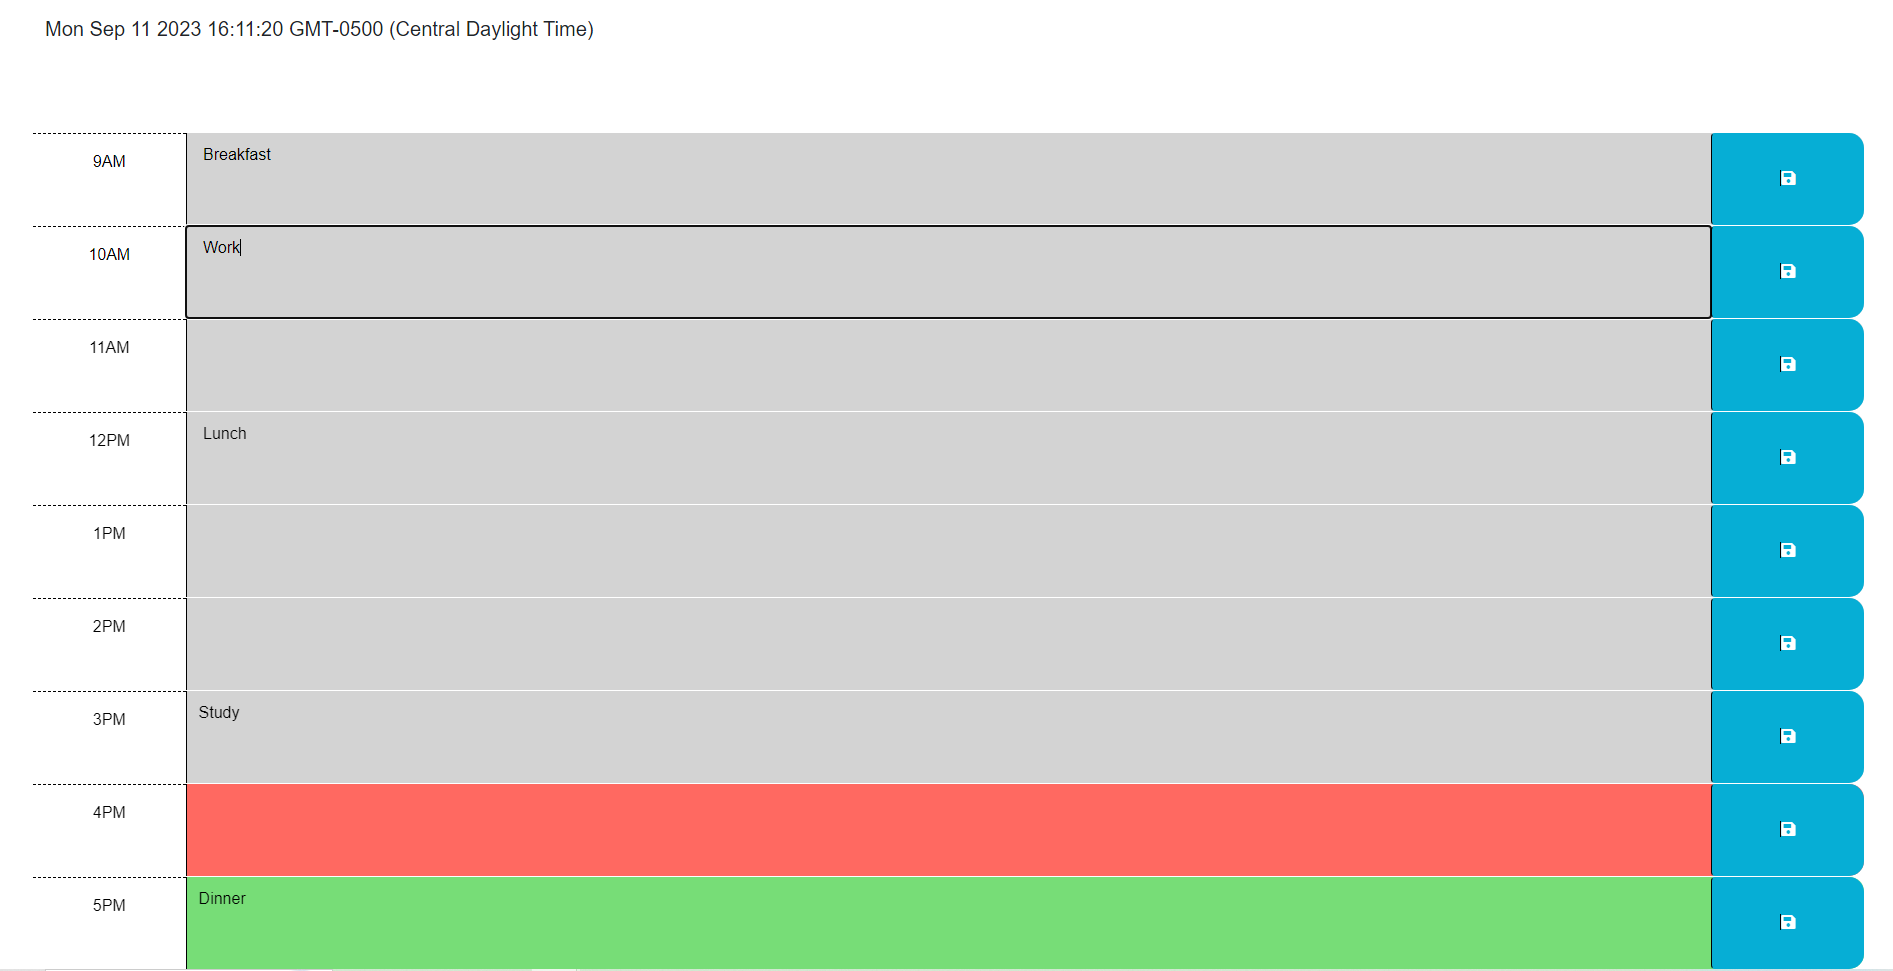 Mon Sep 11 2023 16:11:20 GMT-0500 (Central Daylight Time)
9AM Breakfast
10AM Work
11AM
12PM Lunch
1PM
2PM
3PM Study
4PM
5PM Dinner